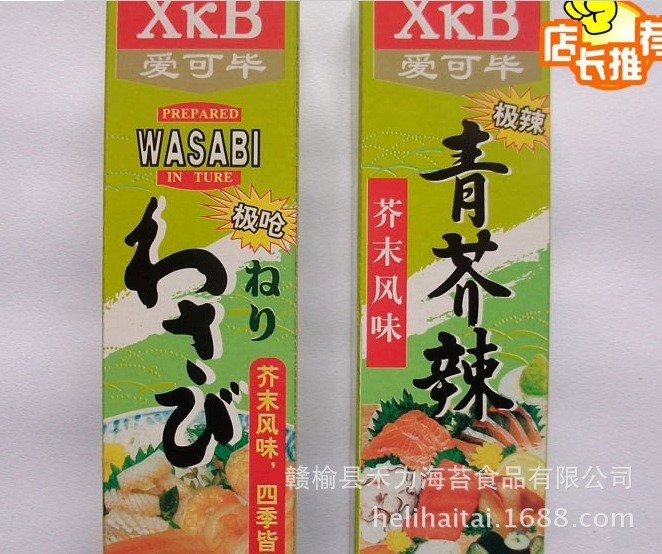 XKB
爱可毕
PREPARED
WASABI
IN TURE
极呛
ねり
わさび
芥末风味，四季皆
XKB
爱可毕
极辣
青芥辣
芥末风味
店长推荐
赣榆县禾力海苔食品有限公司
helihaitai.1688.com